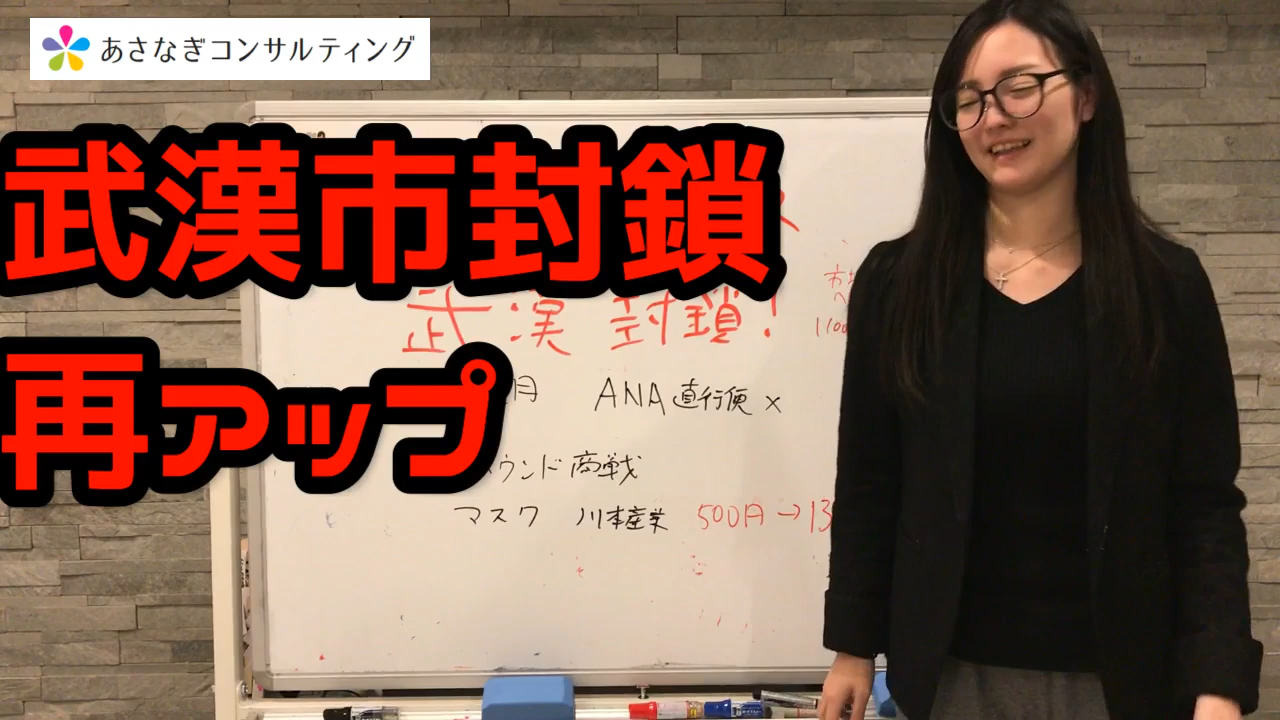 あさなぎコンサルティング
武漢市封鎖
武漢 封鎖!
1100
再アップ
月 ANA直行便 ×
ウンド商戦
マスク 川本産業 500円→13